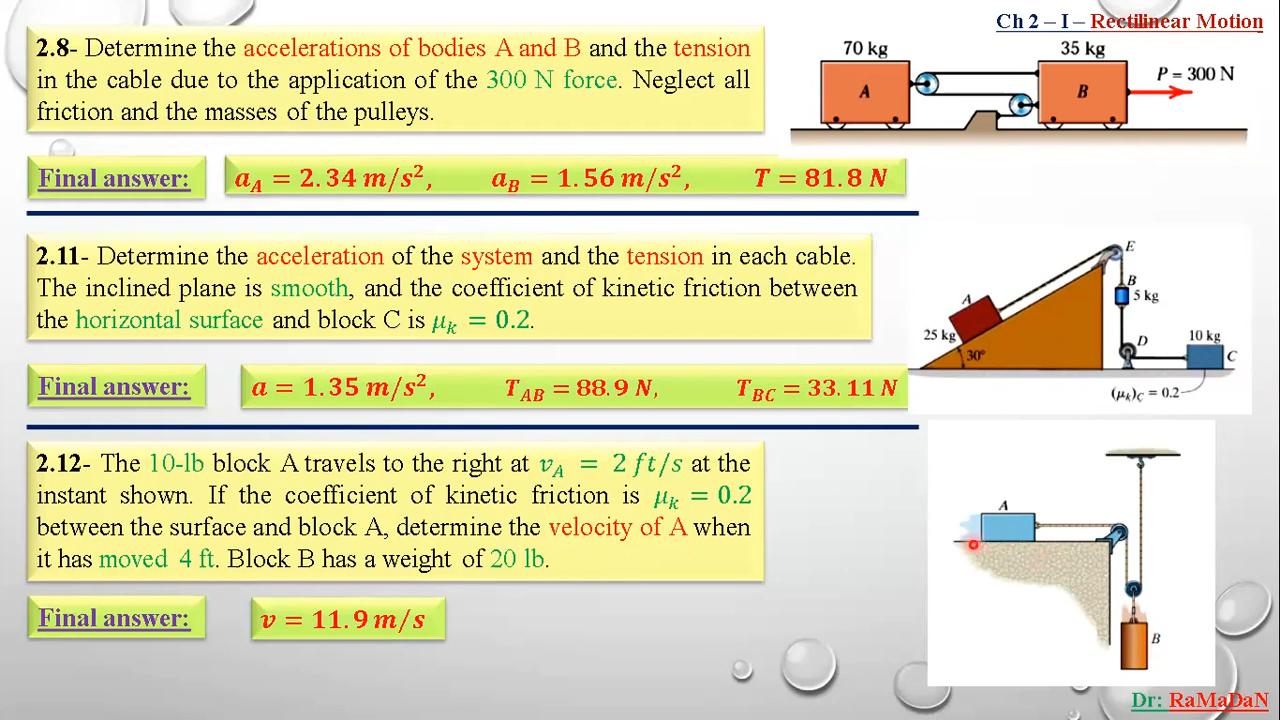 Ch 2 – I – Rectilinear Motion
2.8- Determine the accelerations of bodies A and B and the tension
in the cable due to the application of the 300 N force. Neglect all
friction and the masses of the pulleys.
70 kg
35 kg
P = 300 N
A
B
Final answer:
a_A = 2.34 m/s², a_B = 1.56 m/s², T = 81.8 N
2.11- Determine the acceleration of the system and the tension in each cable.
The inclined plane is smooth, and the coefficient of kinetic friction between
the horizontal surface and block C is μ_k = 0.2.
E
B
5 kg
A
25 kg
30°
D
10 kg
C
(μ_k)_C = 0.2
Final answer:
a = 1.35 m/s², T_AB = 88.9 N, T_BC = 33.11 N
2.12- The 10-lb block A travels to the right at v_A = 2 ft/s at the
instant shown. If the coefficient of kinetic friction is μ_k = 0.2
between the surface and block A, determine the velocity of A when
it has moved 4 ft. Block B has a weight of 20 lb.
A
B
Final answer:
v = 11.9 m/s
Dr: RaMaDaN